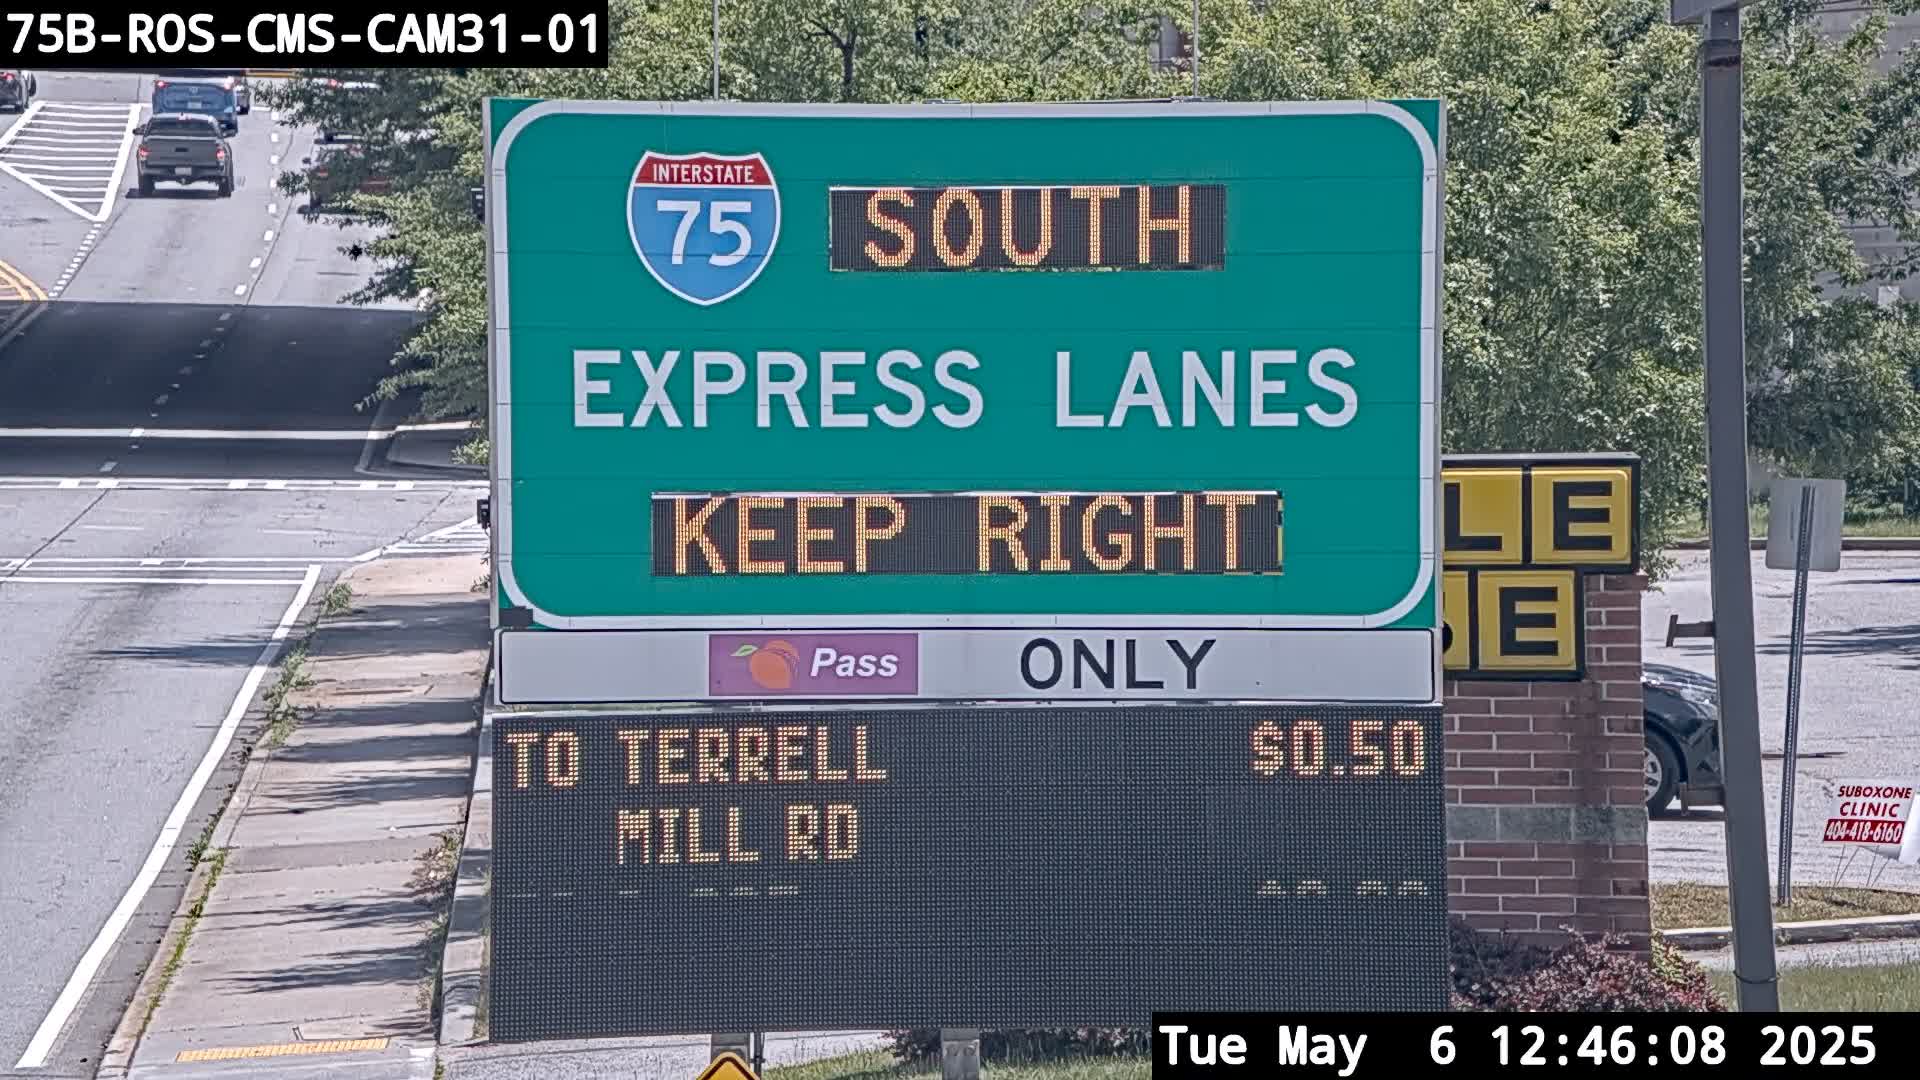 75B-ROS-CMS-CAM31-01
INTERSTATE
75
SOUTH
EXPRESS LANES
KEEP RIGHT
Pass ONLY
TO TERRELL $0.50
MILL RD
LE
E
SUBOXONE
CLINIC
404-418-6160
Tue May 6 12:46:08 2025